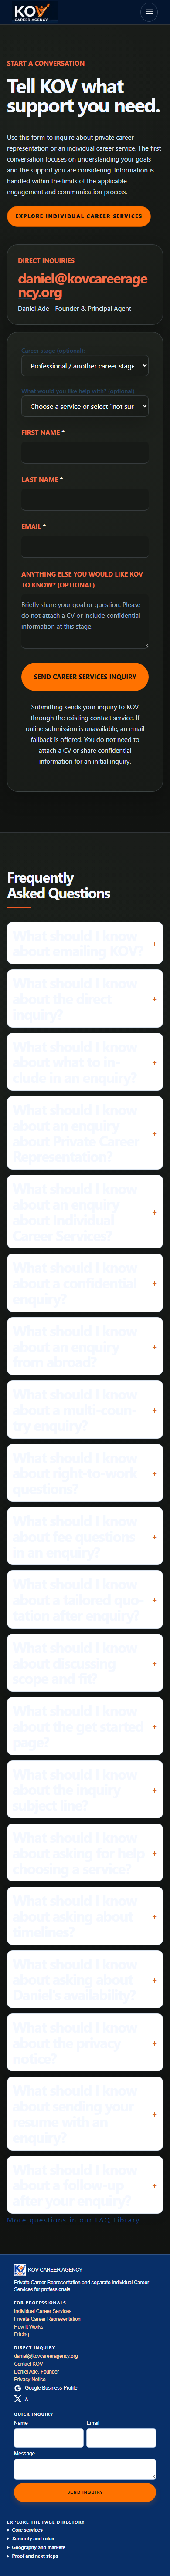 KOV
CAREER AGENCY
START A CONVERSATION
Tell KOV what
support you need.
Use this form to inquire about private career
representation or an individual career service. The first
conversation focuses on understanding your goals
and the support you are considering. Information is
handled within the limits of the applicable
engagement and communication process.
EXPLORE INDIVIDUAL CAREER SERVICES
DIRECT INQUIRIES
daniel@kovcareerage
ncy.org
Daniel Ade - Founder & Principal Agent
Career stage (optional)
Professional / another career stage
What would you like help with? (optional)
Choose a service or select "not sur
FIRST NAME *
LAST NAME *
EMAIL *
ANYTHING ELSE YOU WOULD LIKE KOV
TO KNOW? (OPTIONAL)
Briefly share your goal or question. Please
do not attach a CV or include confidential
information at this stage.
SEND CAREER SERVICES INQUIRY
Submitting sends your inquiry to KOV
through the existing contact service. If
online submission is unavailable, an email
fallback is offered. You do not need to
attach a CV or share confidential
information for an initial inquiry.
Frequently
Asked Questions
What should I know
about emailing KOV?
+
What should I know
about the direct
inquiry?
+
What should I know
about what to in-
clude in an enquiry?
+
What should I know
about an enquiry
about Private Career
Representation?
+
What should I know
about an enquiry
about Individual
Career Services?
+
What should I know
about a confidential
enquiry?
+
What should I know
about an enquiry
from abroad?
+
What should I know
about a multi-coun-
try enquiry?
+
What should I know
about right-to-work
questions?
+
What should I know
about fee questions
in an enquiry?
+
What should I know
about a tailored quo-
tation after enquiry?
+
What should I know
about discussing
scope and fit?
+
What should I know
about the get started
page?
+
What should I know
about the inquiry
subject line?
+
What should I know
about asking for help
choosing a service?
+
What should I know
about asking about
timelines?
+
What should I know
about asking about
Daniel's availability?
+
What should I know
about the privacy
notice?
+
What should I know
about sending your
resume with an
enquiry?
+
What should I know
about a follow-up
after your enquiry?
+
More questions in our FAQ Library
KOV CAREER AGENCY
Private Career Representation and separate Individual Career
Services for professionals.
FOR PROFESSIONALS
Individual Career Services
Private Career Representation
How It Works
Pricing
DIRECT INQUIRY
daniel@kovcareeragency.org
Contact KOV
Daniel Ade, Founder
Privacy Notice
Google Business Profile
X
QUICK INQUIRY
Name
Email
Message
SEND INQUIRY
EXPLORE THE PAGE DIRECTORY
Core services
Seniority and roles
Geography and markets
Proof and next steps